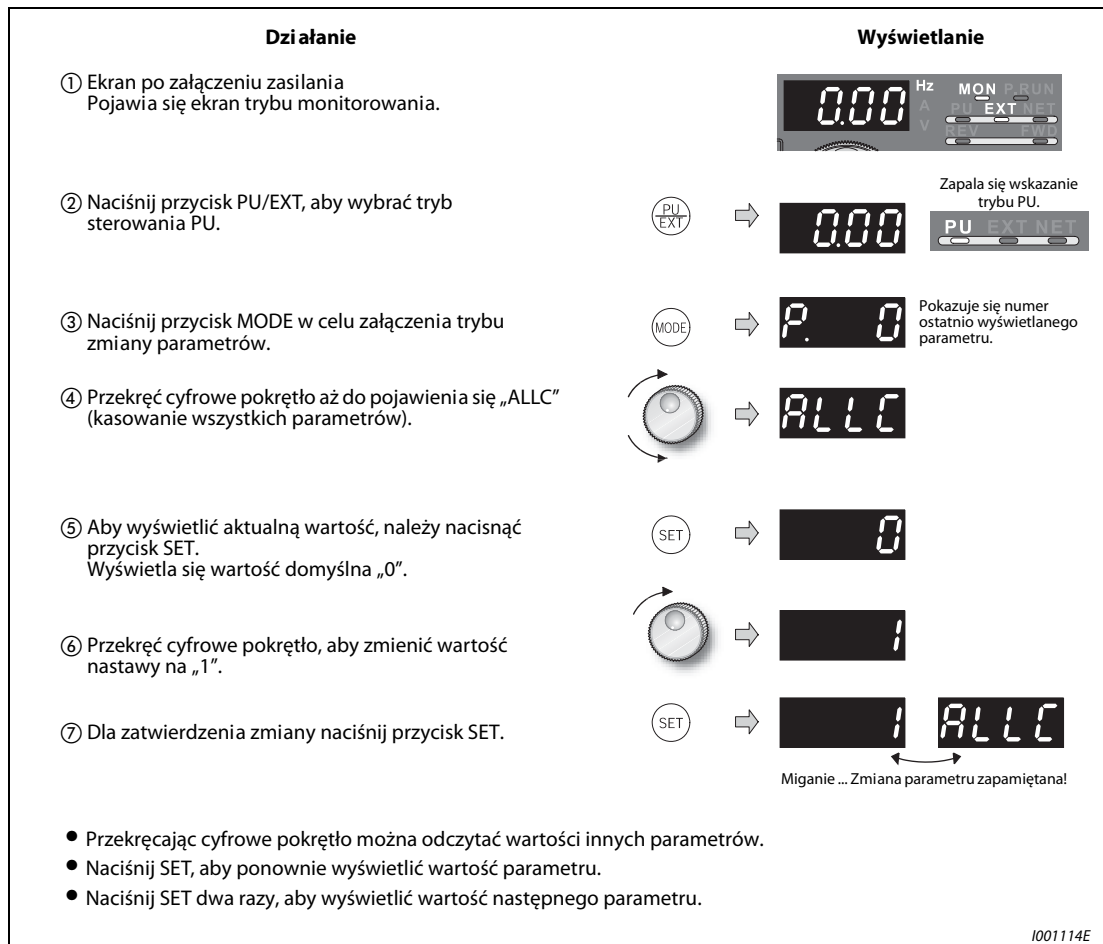 Dzi ałanie
Wyświetlanie
① Ekran po załączeniu zasilania
Pojawia się ekran trybu monitorowania.
0.00
Hz
A
V
MON P.RUN
PU EXT NET
REV FWD
② Naciśnij przycisk PU/EXT, aby wybrać tryb
sterowania PU.
PU
EXT
0.00
Zapala się wskazanie
trybu PU.
PU EXT NET
③ Naciśnij przycisk MODE w celu załączenia trybu
zmiany parametrów.
MODE
P. 0
Pokazuje się numer
ostatnio wyświetlanego
parametru.
④ Przekręć cyfrowe pokrętło aż do pojawienia się „ALLC”
(kasowanie wszystkich parametrów).
ALLC
⑤ Aby wyświetlić aktualną wartość, należy nacisnąć
przycisk SET.
Wyświetla się wartość domyślna „0”.
SET
0
⑥ Przekręć cyfrowe pokrętło, aby zmienić wartość
nastawy na „1”.
1
⑦ Dla zatwierdzenia zmiany naciśnij przycisk SET.
SET
1
ALLC
Miganie ... Zmiana parametru zapamiętana!
● Przekręcając cyfrowe pokrętło można odczytać wartości innych parametrów.
● Naciśnij SET, aby ponownie wyświetlić wartość parametru.
● Naciśnij SET dwa razy, aby wyświetlić wartość następnego parametru.
I001114E